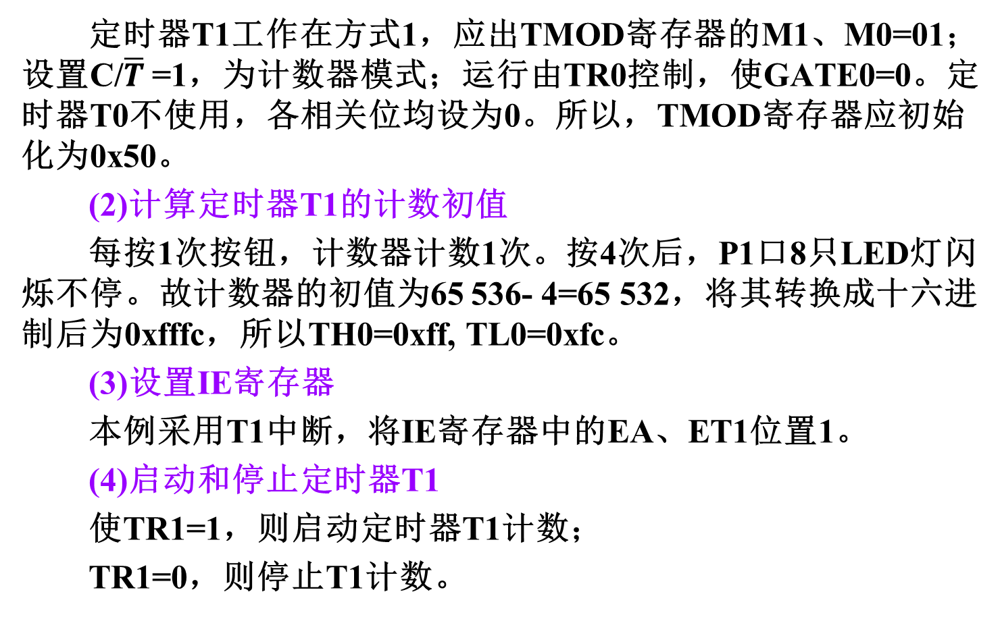 定时器T1工作在方式1，应出TMOD寄存器的M1、M0=01；
设置C/T̅ =1，为计数器模式；运行由TR0控制，使GATE0=0。定
时器T0不使用，各相关位均设为0。所以，TMOD寄存器应初始
化为0x50。
(2)计算定时器T1的计数初值
每按1次按钮，计数器计数1次。按4次后，P1口8只LED灯闪
烁不停。故计数器的初值为65 536- 4=65 532，将其转换成十六进
制后为0xfffc，所以TH0=0xff, TL0=0xfc。
(3)设置IE寄存器
本例采用T1中断，将IE寄存器中的EA、ET1位置1。
(4)启动和停止定时器T1
使TR1=1，则启动定时器T1计数；
TR1=0，则停止T1计数。